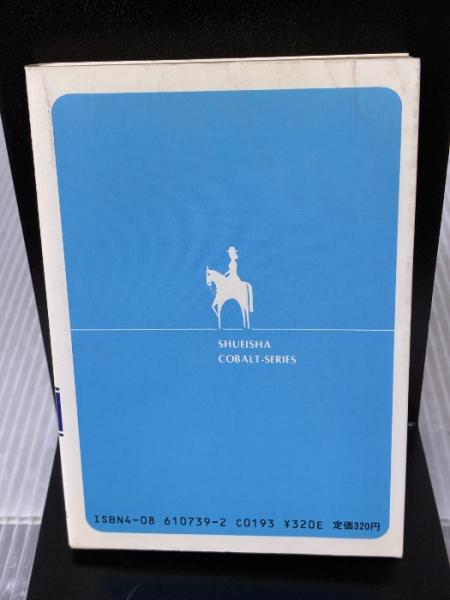 SHUEISHA
COBALT-SERIES
ISBN4-08 610739-2 C0193 ¥320E 定価320円